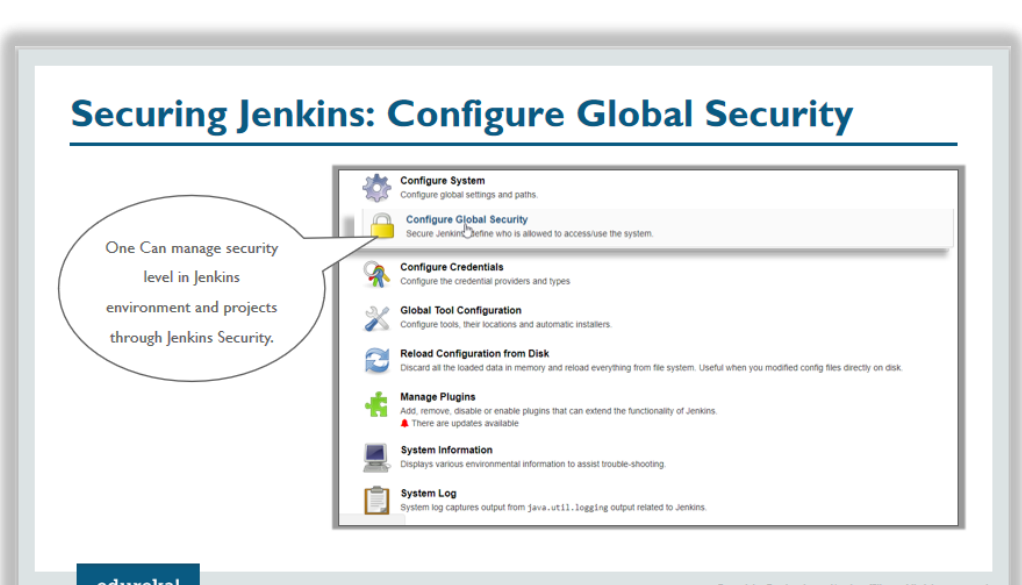 Securing Jenkins: Configure Global Security
One Can manage security
level in Jenkins
environment and projects
through Jenkins Security.
Configure System
Configure global settings and paths.
Configure Global Security
Secure Jenkins; define who is allowed to access/use the system.
Configure Credentials
Configure the credential providers and types
Global Tool Configuration
Configure tools, their locations and automatic installers.
Reload Configuration from Disk
Discard all the loaded data in memory and reload everything from file system. Useful when you modified config files directly on disk.
Manage Plugins
Add, remove, disable or enable plugins that can extend the functionality of Jenkins.
There are updates available
System Information
Displays various environmental information to assist trouble-shooting.
System Log
System log captures output from java.util.logging output related to Jenkins.
edureka!